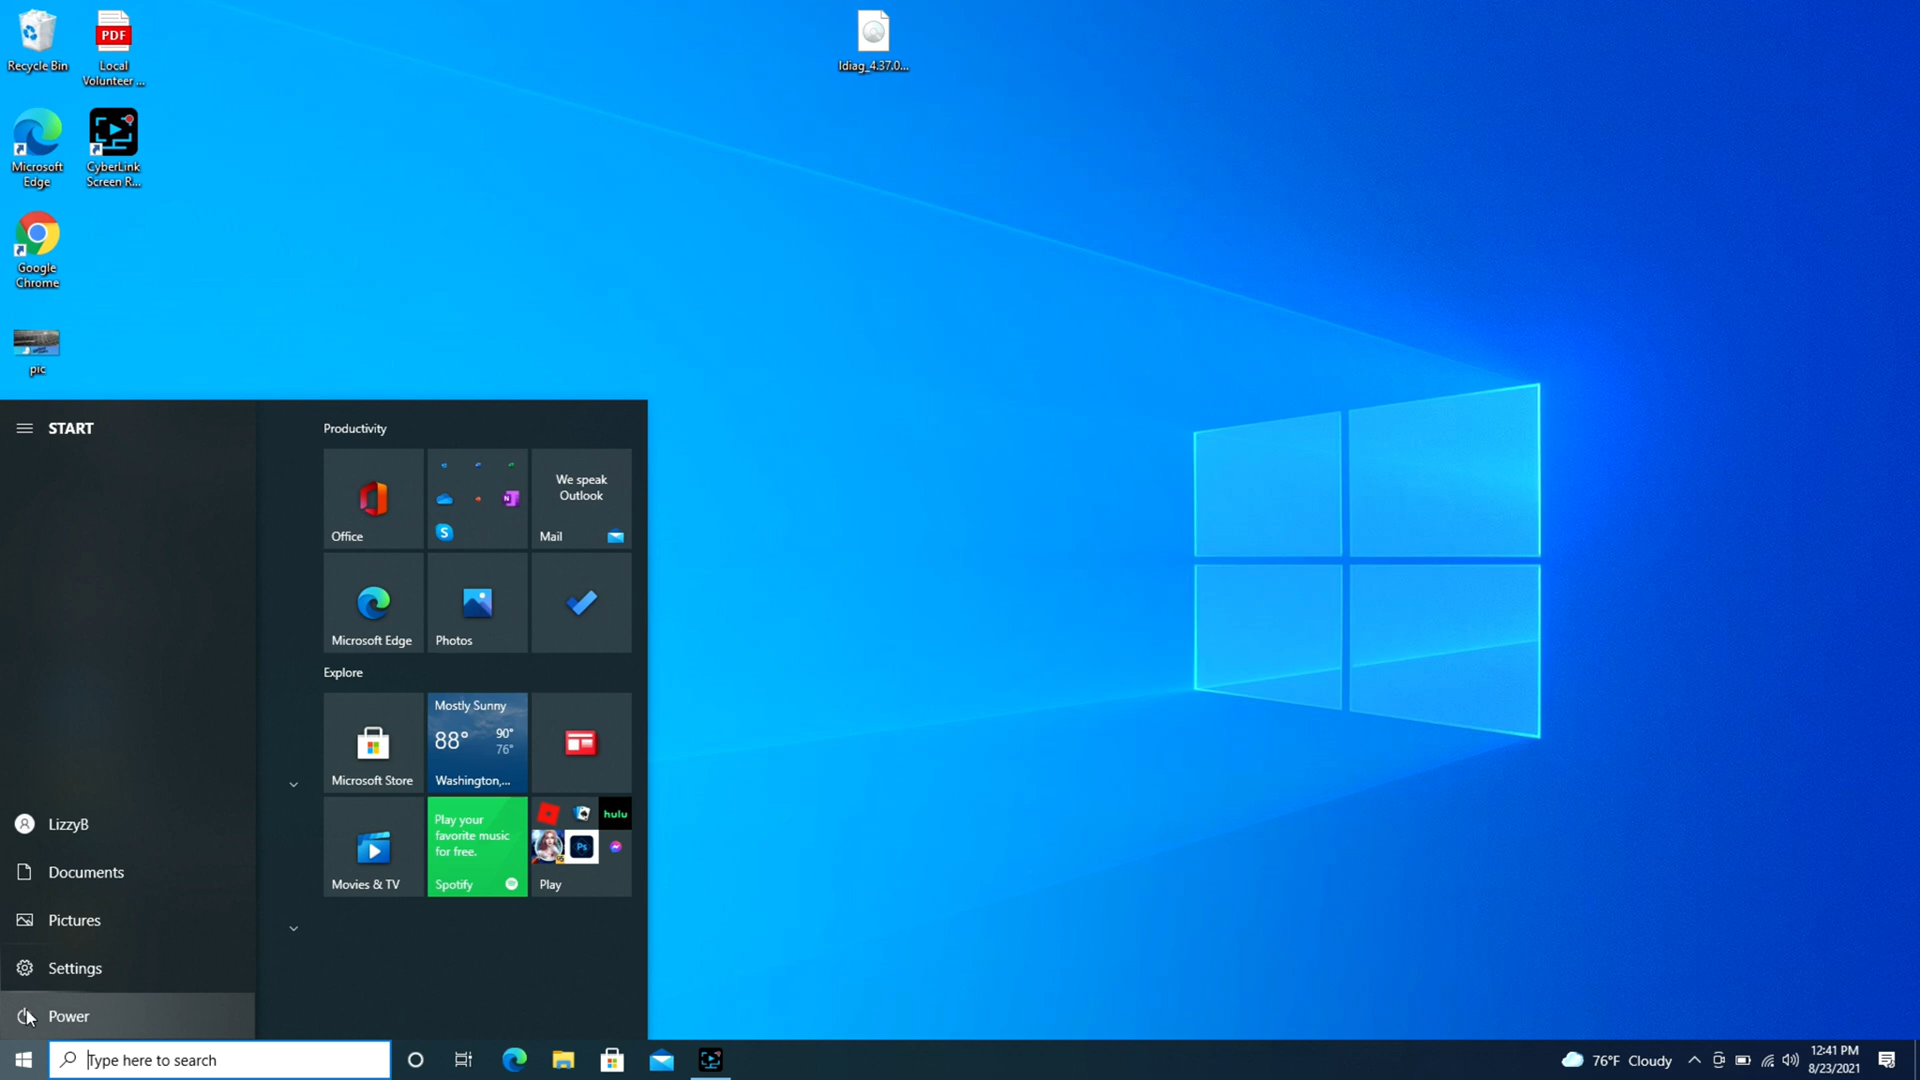 Recycle Bin
PDF
Local
Volunteer ...
ldiag_4.37.0...
Microsoft
Edge
CyberLink
Screen R...
Google
Chrome
pic
START
Productivity
Office
S
N
We speak
Outlook
Mail
Microsoft Edge
Photos
Explore
Microsoft Store
Mostly Sunny
88°
90°
76°
Washington,...
Movies & TV
Play your
favorite music
for free.
Spotify
hulu
Ps
Play
LizzyB
Documents
Pictures
Settings
Power
Type here to search
76°F Cloudy
12:41 PM
8/23/2021